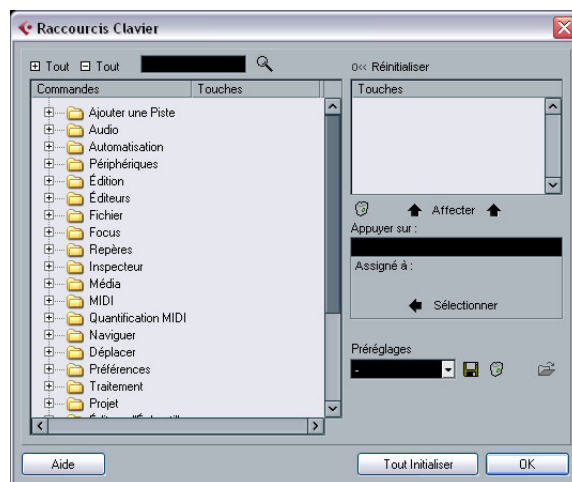 Raccourcis Clavier
Tout Tout
Réinitialiser
Commandes Touches
Touches
Ajouter une Piste
Audio
Automatisation
Périphériques
Édition
Éditeurs
Fichier
Focus
Repères
Inspecteur
Média
MIDI
Quantification MIDI
Naviguer
Déplacer
Préférences
Traitement
Projet
Affecter
Appuyer sur :
Assigné à :
Sélectionner
Préréglages
-
Aide
Tout Initialiser
OK